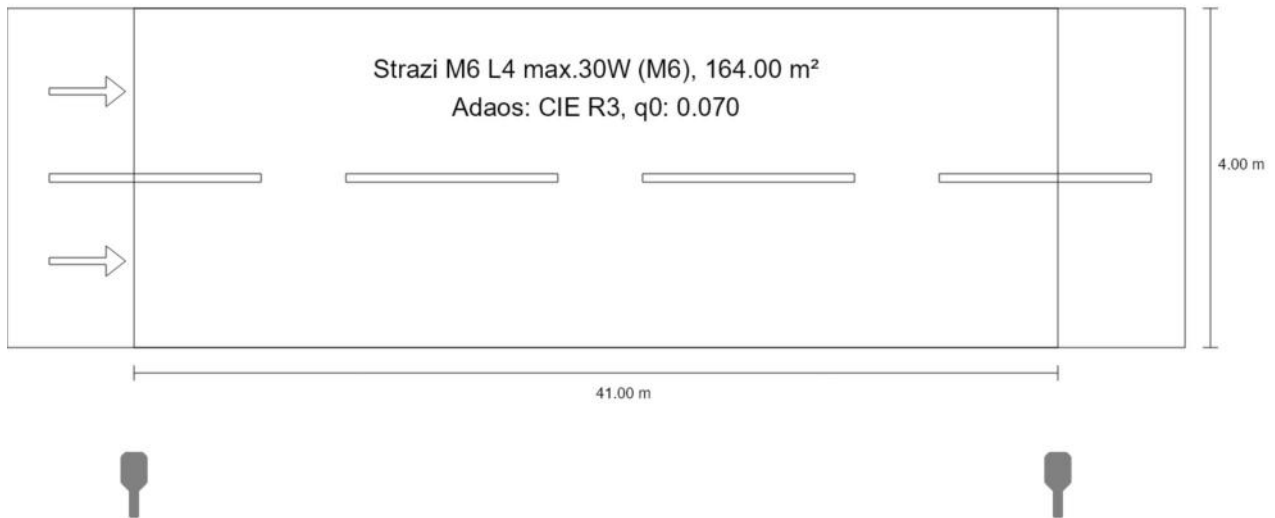 Strazi M6 L4 max.30W (M6), 164.00 m²
Adaos: CIE R3, q0: 0.070
4.00 m
41.00 m